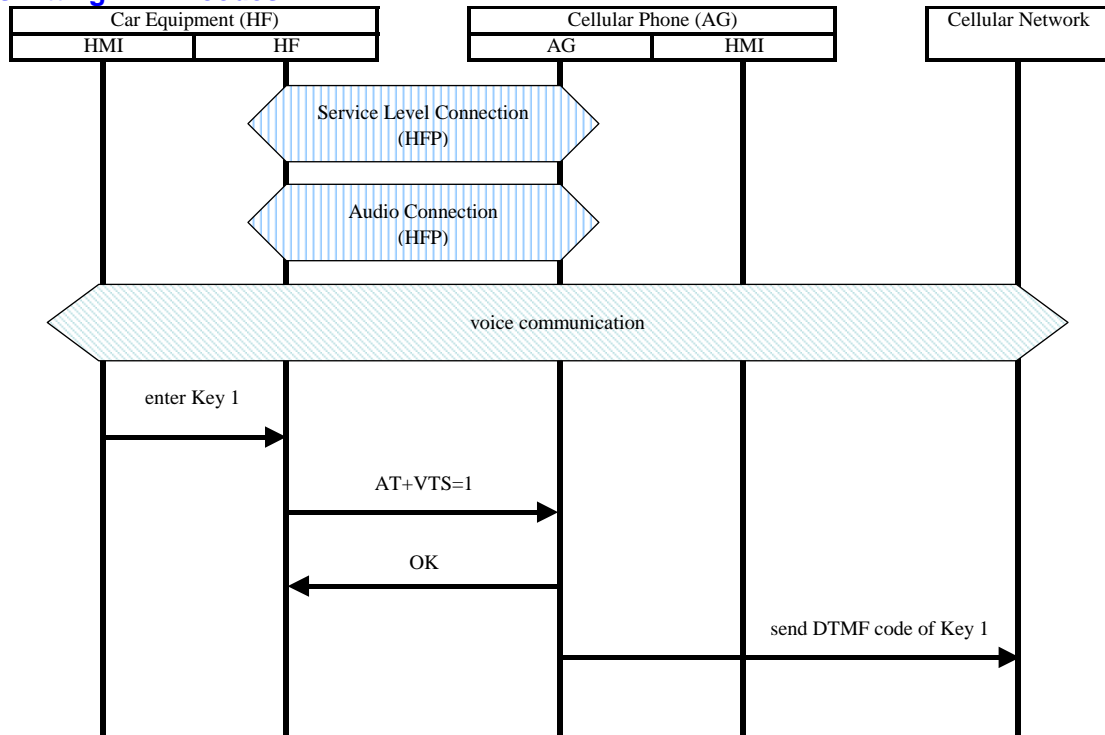 Car Equipment (HF)
Cellular Phone (AG)
Cellular Network
HMI
HF
AG
HMI
Service Level Connection
(HFP)
Audio Connection
(HFP)
voice communication
enter Key 1
AT+VTS=1
OK
send DTMF code of Key 1